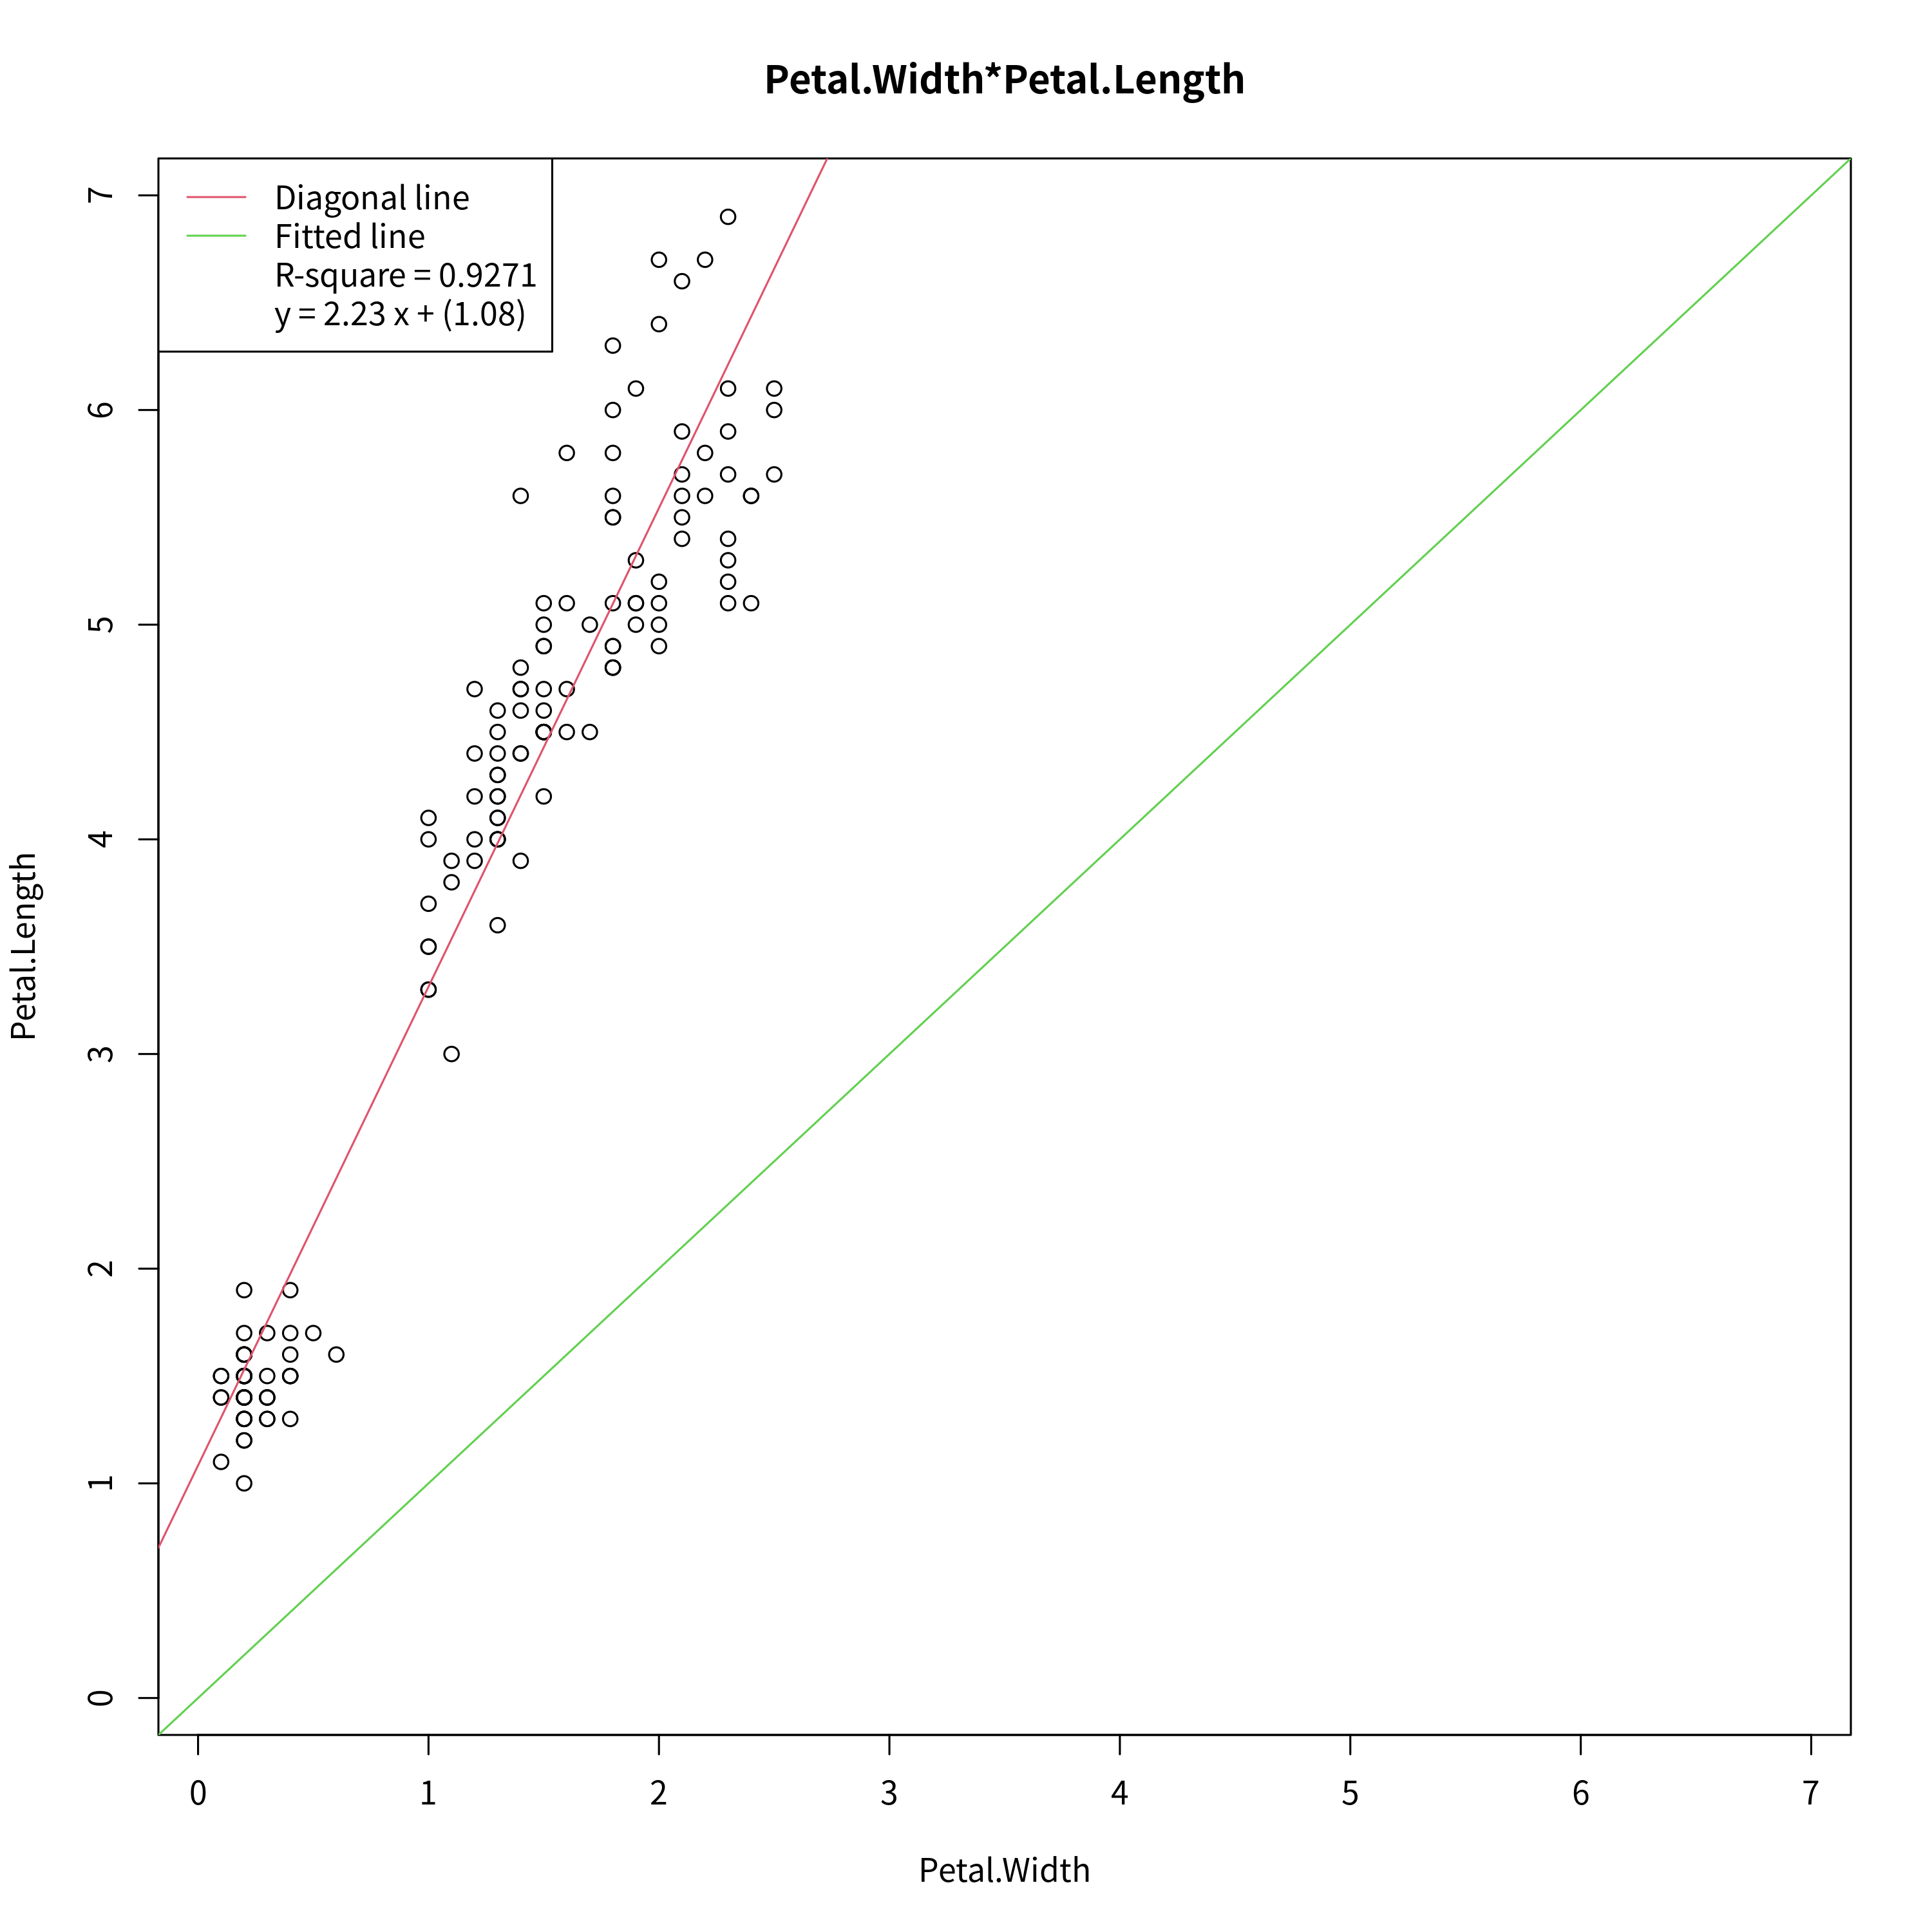 Petal.Width*Petal.Length
Diagonal line
Fitted line
R-square = 0.9271
y = 2.23 x + (1.08)
7
6
5
4
3
2
1
0
Petal.Length
0 1 2 3 4 5 6 7
Petal.Width